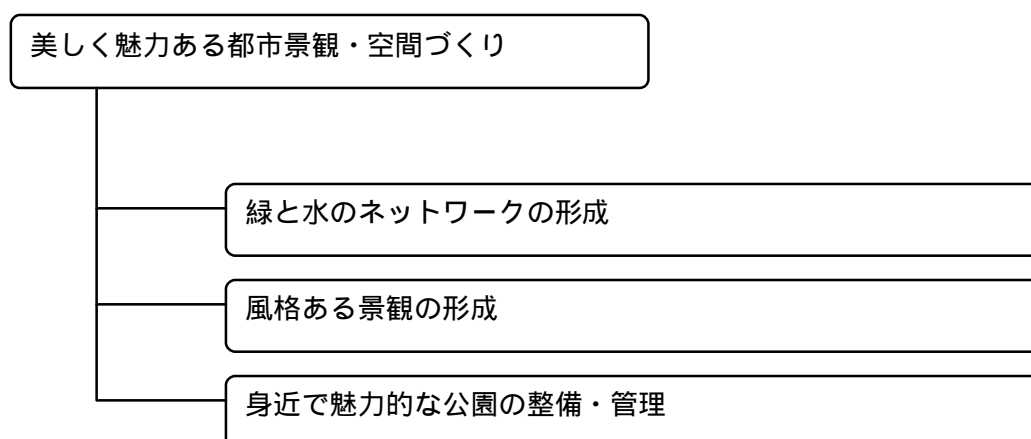 美しく魅力ある都市景観・空間づくり
緑と水のネットワークの形成
風格ある景観の形成
身近で魅力的な公園の整備・管理